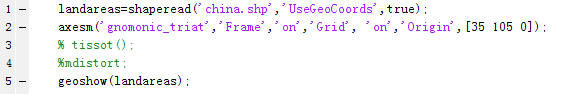 1 - landareas=shaperead('china.shp','UseGeoCoords',true);
2 - axesm('gnomonic_triat','Frame','on','Grid', 'on','Origin',[35 105 0]);
3 % tissot();
4 %mdistort;
5 - geoshow(landareas);